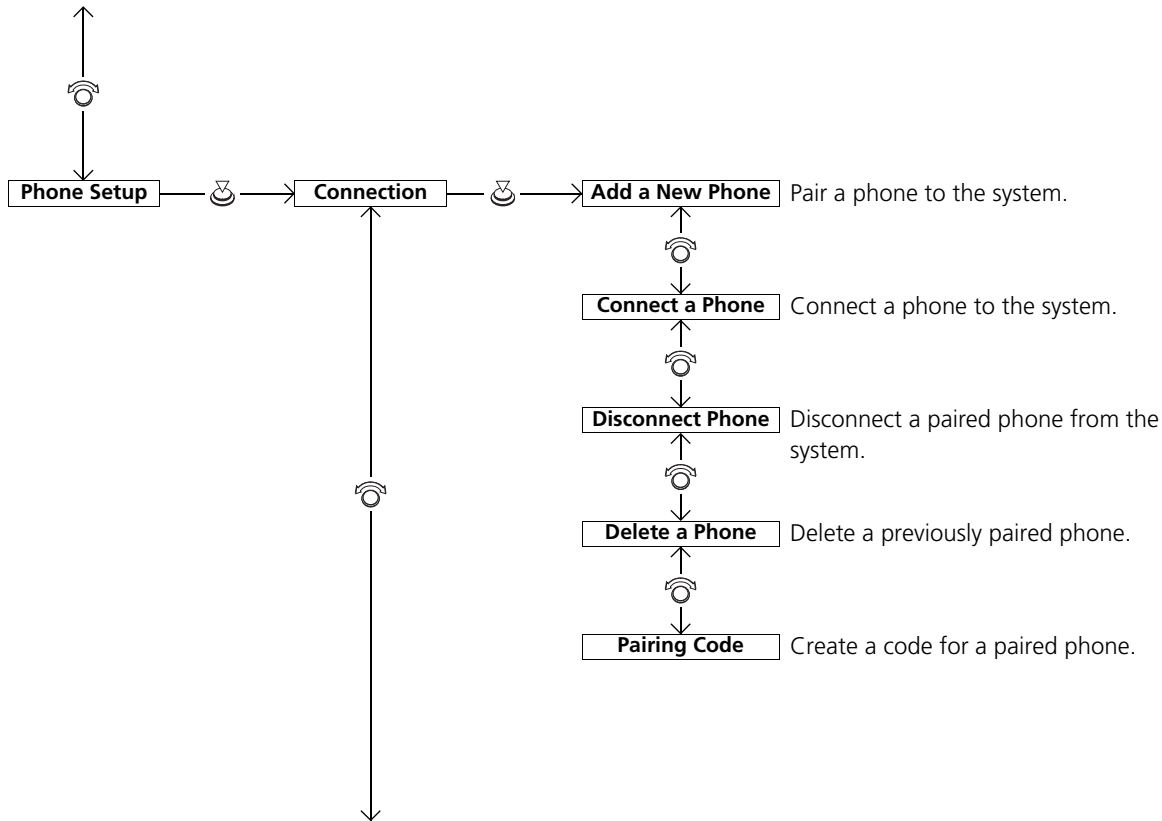 Phone Setup
Connection
Add a New Phone
Pair a phone to the system.
Connect a Phone
Connect a phone to the system.
Disconnect Phone
Disconnect a paired phone from the
system.
Delete a Phone
Delete a previously paired phone.
Pairing Code
Create a code for a paired phone.